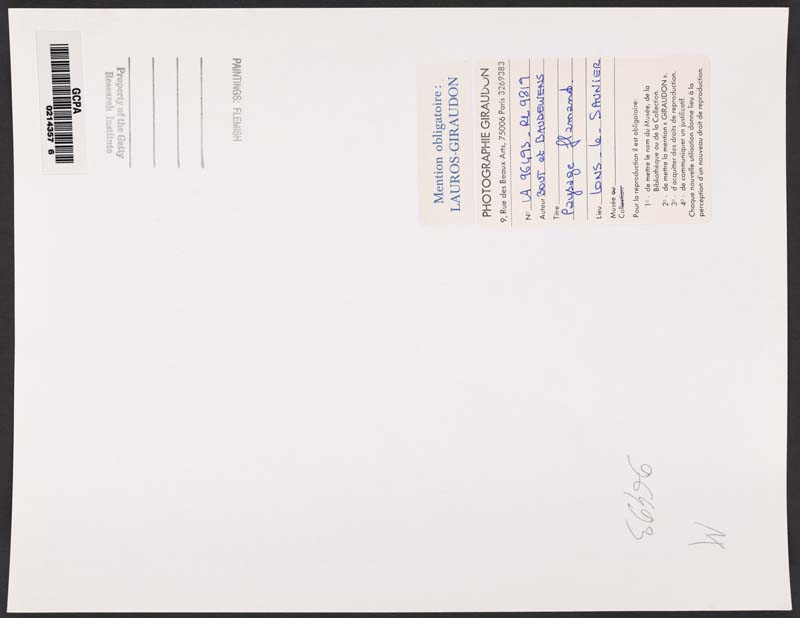 GCPA
0214357 6
Property of the Getty
Research Institute
PAINTINGS. FLEMISH
Mention obligatoire :
LAUROS-GIRAUDON
PHOTOGRAPHIE GIRAUDON
9, Rue des Beaux Arts, 75006 Paris 3269383
N° LA 96493 - RL 9819
Auteur BOUT et BAUDEWENS
Titre
Paysage flamand.
Lieu LONS - le - SAUNIER
Musée ou
Collection
Pour la reproduction il est obligatoire:
1° - de mettre le nom du Musée, de la
Bibliothèque ou de la Collection.
2° - de mettre la mention « GIRAUDON ».
3° - d'acquitter des droits de reproduction.
4° - de communiquer un justificatif.
Chaque nouvelle utilisation donne lieu à la
perception d'un nouveau droit de reproduction.
96493
M